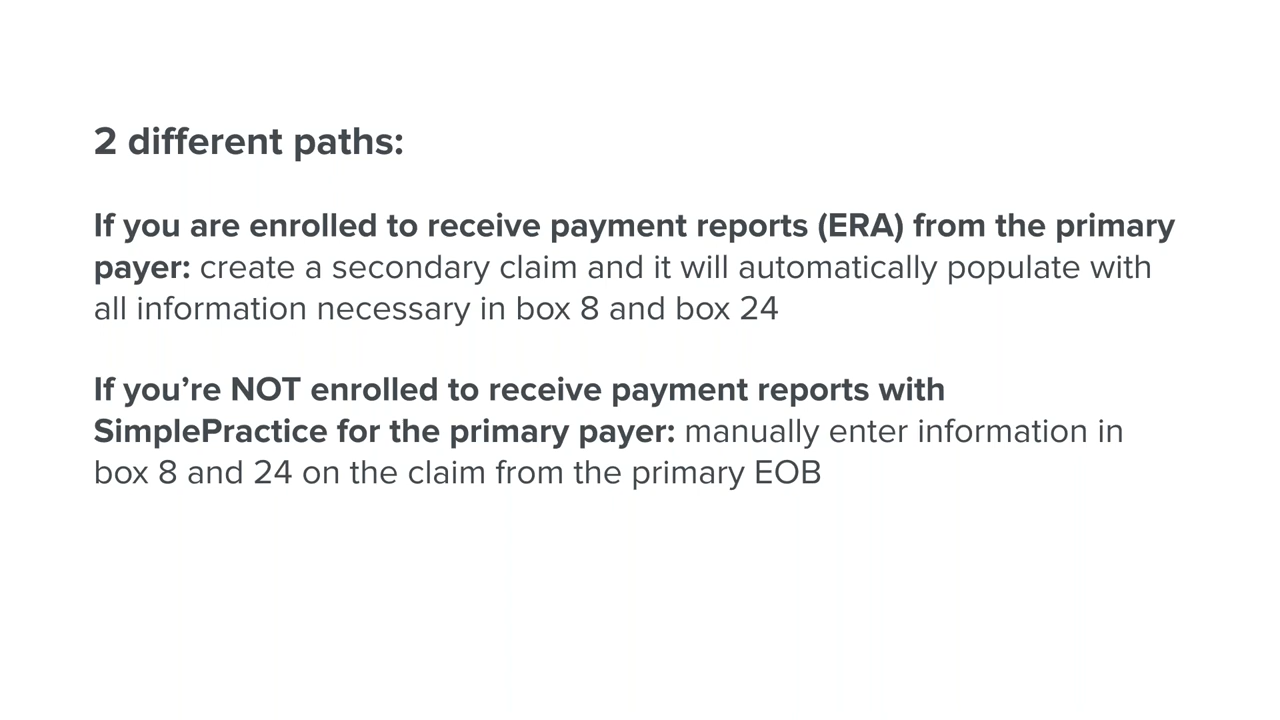 2 different paths:
If you are enrolled to receive payment reports (ERA) from the primary
payer: create a secondary claim and it will automatically populate with
all information necessary in box 8 and box 24
If you’re NOT enrolled to receive payment reports with
SimplePractice for the primary payer: manually enter information in
box 8 and 24 on the claim from the primary EOB